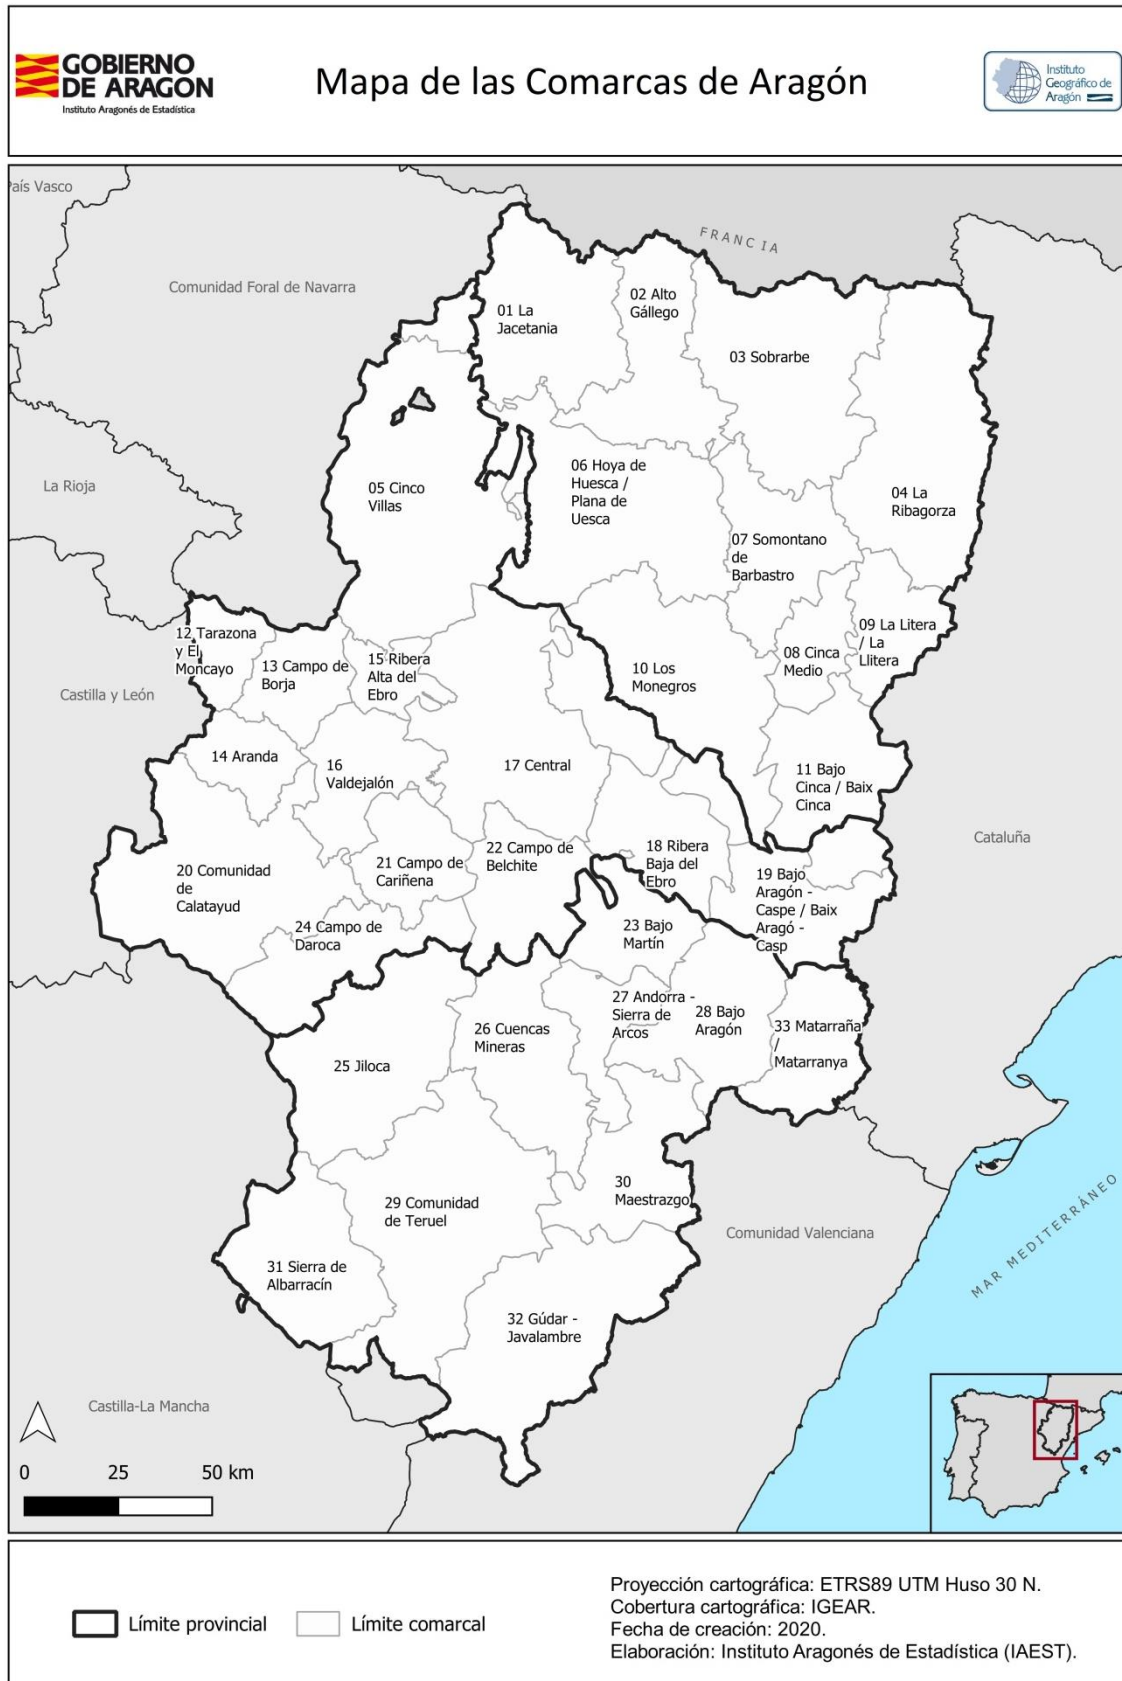 GOBIERNO
DE ARAGON
Instituto Aragonés de Estadística
Mapa de las Comarcas de Aragón
Instituto
Geográfico de
Aragón
País Vasco
FRANCIA
Comunidad Foral de Navarra
01 La
Jacetania
02 Alto
Gállego
03 Sobrarbe
La Rioja
05 Cinco
Villas
06 Hoya de
Huesca /
Plana de
Uesca
04 La
Ribagorza
07 Somontano
de
Barbastro
12 Tarazona
y El
Moncayo
13 Campo de
Borja
15 Ribera
Alta del
Ebro
10 Los
Monegros
08 Cinca
Medio
09 La Litera
/ La
Llitera
Castilla y León
14 Aranda
16
Valdejalón
17 Central
11 Bajo
Cinca / Baix
Cinca
Cataluña
20 Comunidad
de
Calatayud
21 Campo de
Cariñena
22 Campo de
Belchite
18 Ribera
Baja del
Ebro
19 Bajo
Aragón -
Caspe / Baix
Aragó -
Casp
24 Campo de
Daroca
23 Bajo
Martín
27 Andorra -
Sierra de
Arcos
28 Bajo
Aragón
33 Matarraña
/
Matarranya
26 Cuencas
Mineras
25 Jiloca
30
Maestrazgo
29 Comunidad
de Teruel
Comunidad Valenciana
MAR MEDITERRÁNEO
31 Sierra de
Albarracín
32 Gúdar -
Javalambre
Castilla-La Mancha
0 25 50 km
Límite provincial
Límite comarcal
Proyección cartográfica: ETRS89 UTM Huso 30 N.
Cobertura cartográfica: IGEAR.
Fecha de creación: 2020.
Elaboración: Instituto Aragonés de Estadística (IAEST).